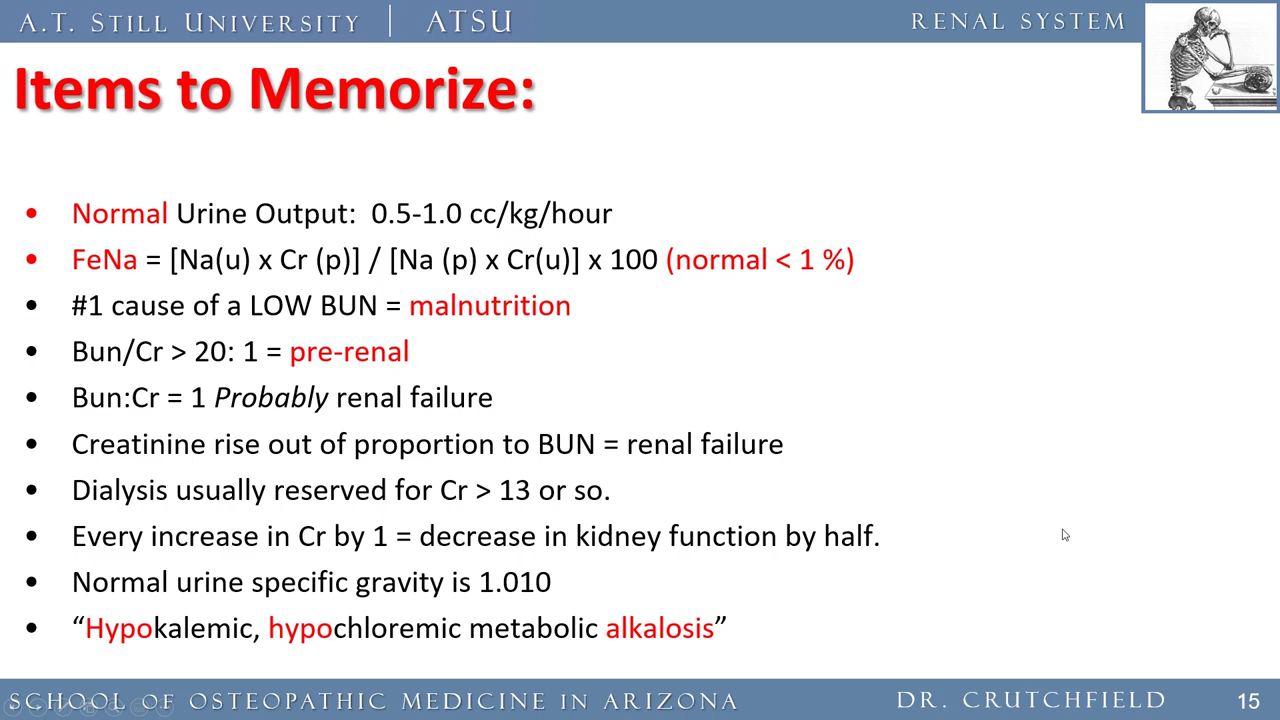 A.T. STILL UNIVERSITY | ATSU
RENAL SYSTEM
Items to Memorize:
• Normal Urine Output: 0.5-1.0 cc/kg/hour
• FeNa = [Na(u) x Cr (p)] / [Na (p) x Cr(u)] x 100 (normal < 1 %)
• #1 cause of a LOW BUN = malnutrition
• Bun/Cr > 20: 1 = pre-renal
• Bun:Cr = 1 Probably renal failure
• Creatinine rise out of proportion to BUN = renal failure
• Dialysis usually reserved for Cr > 13 or so.
• Every increase in Cr by 1 = decrease in kidney function by half.
• Normal urine specific gravity is 1.010
• “Hypokalemic, hypochloremic metabolic alkalosis”
SCHOOL OF OSTEOPATHIC MEDICINE IN ARIZONA
DR. CRUTCHFIELD
15